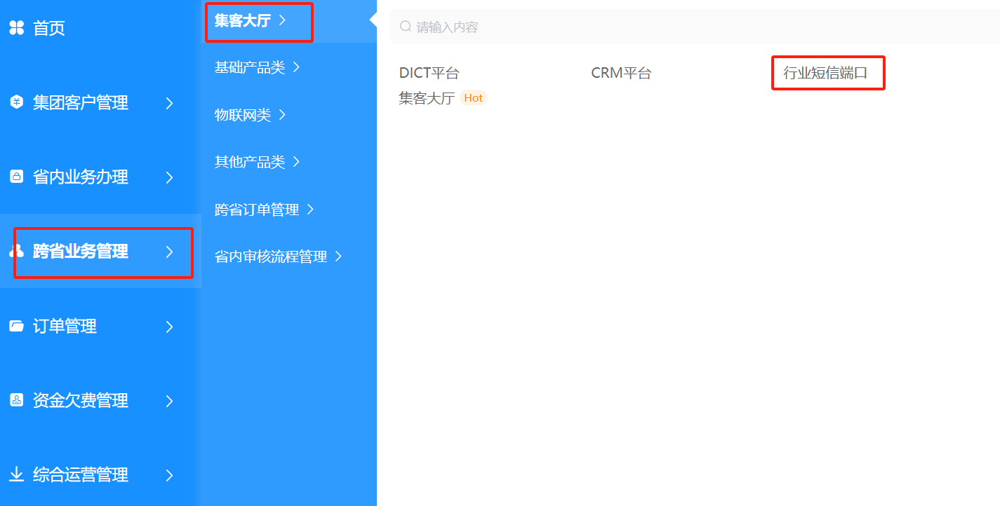 首页
集团客户管理
省内业务办理
跨省业务管理
订单管理
资金欠费管理
综合运营管理
集客大厅
基础产品类
物联网类
其他产品类
跨省订单管理
省内审核流程管理
请输入内容
DICT平台 CRM平台 行业短信端口
集客大厅 Hot